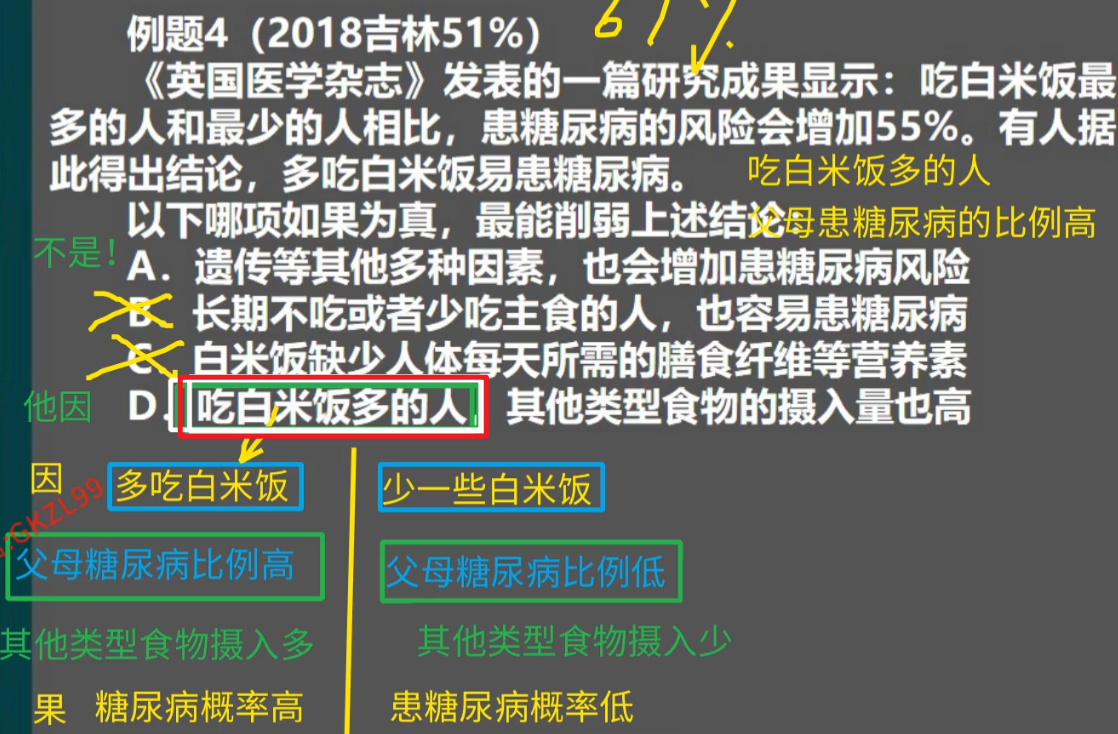 例题4（2018吉林51%）
61%
《英国医学杂志》发表的一篇研究成果显示：吃白米饭最
多的人和最少的人相比，患糖尿病的风险会增加55%。有人据
此得出结论，多吃白米饭易患糖尿病。
吃白米饭多的人
以下哪项如果为真，最能削弱上述结论：
父母患糖尿病的比例高
不是！
A．遗传等其他多种因素，也会增加患糖尿病风险
B．长期不吃或者少吃主食的人，也容易患糖尿病
C．白米饭缺少人体每天所需的膳食纤维等营养素
他因
D．吃白米饭多的人，其他类型食物的摄入量也高
因 多吃白米饭 少一些白米饭
GKZL99
父母糖尿病比例高 父母糖尿病比例低
其他类型食物摄入多 其他类型食物摄入少
果 糖尿病概率高 患糖尿病概率低